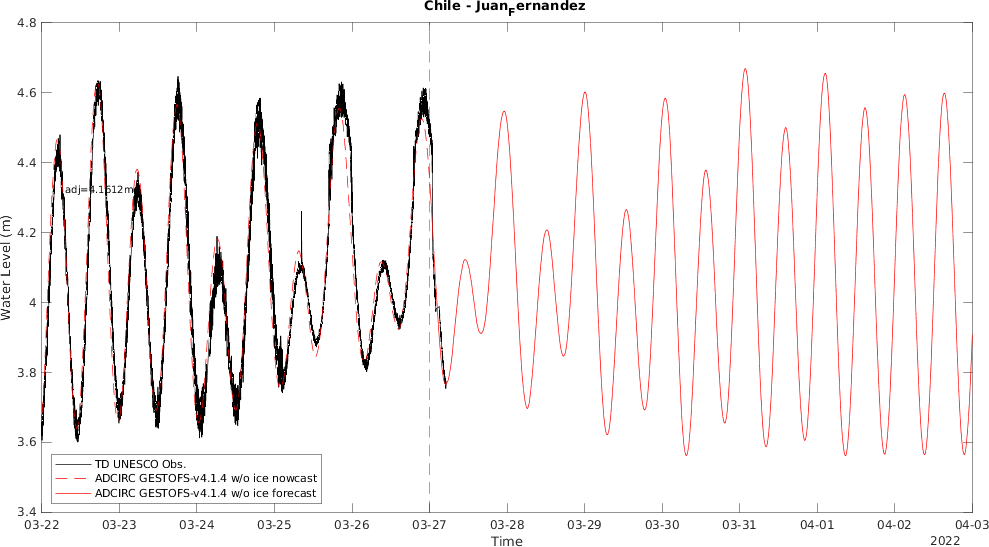 Chile - Juan_Fernandez
4.8
4.6
4.4
4.2
4
3.8
3.6
3.4
Water Level (m)
adj=4.1612m
TD UNESCO Obs.
ADCIRC GESTOFS-v4.1.4 w/o ice nowcast
ADCIRC GESTOFS-v4.1.4 w/o ice forecast
03-22 03-23 03-24 03-25 03-26 03-27 03-28 03-29 03-30 03-31 04-01 04-02 04-03
Time
2022